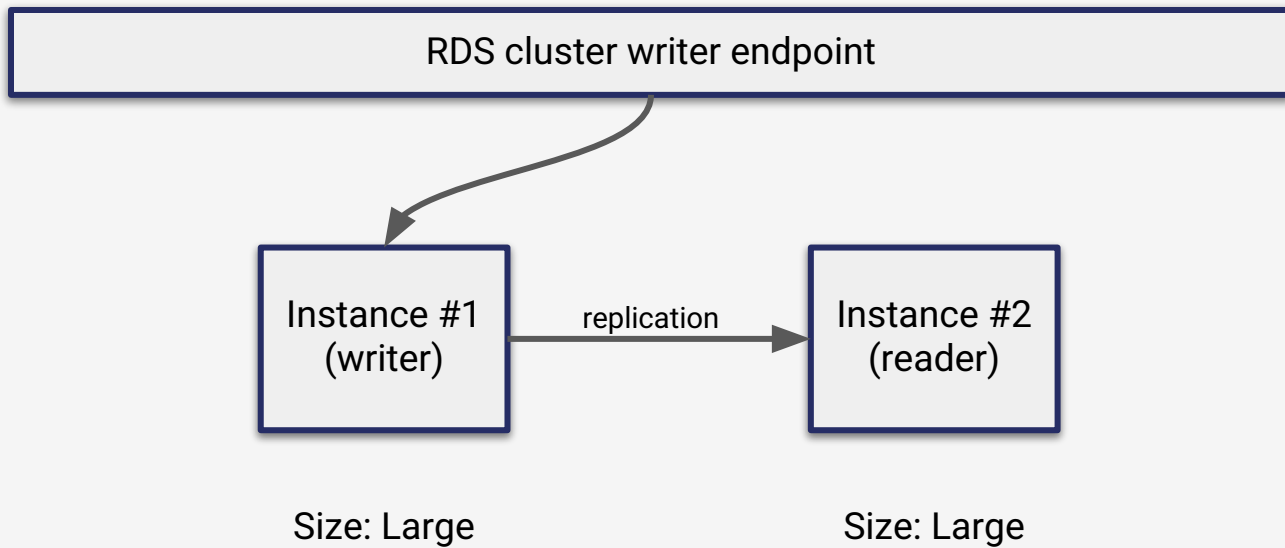 RDS cluster writer endpoint
Instance #1
(writer)
replication
Instance #2
(reader)
Size: Large
Size: Large